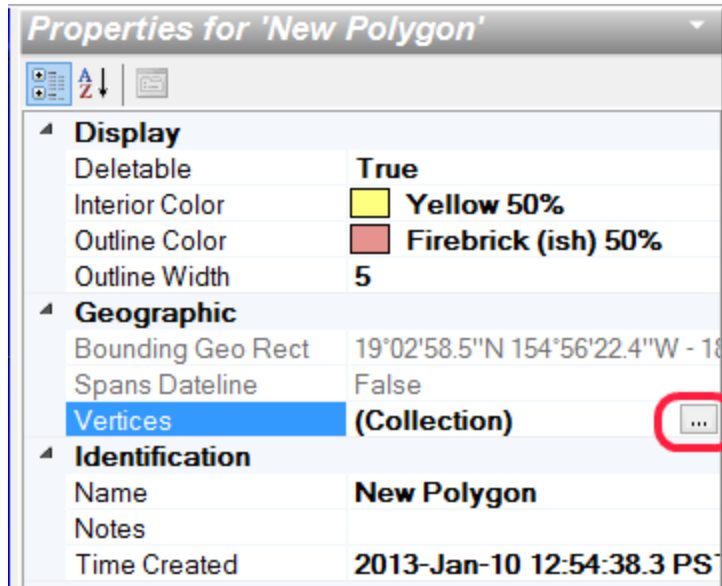 Properties for 'New Polygon'
A
Z
Display
Deletable True
Interior Color Yellow 50%
Outline Color Firebrick (ish) 50%
Outline Width 5
Geographic
Bounding Geo Rect 19°02'58.5"N 154°56'22.4"W - 18
Spans Dateline False
Vertices (Collection) ...
Identification
Name New Polygon
Notes
Time Created 2013-Jan-10 12:54:38.3 PST